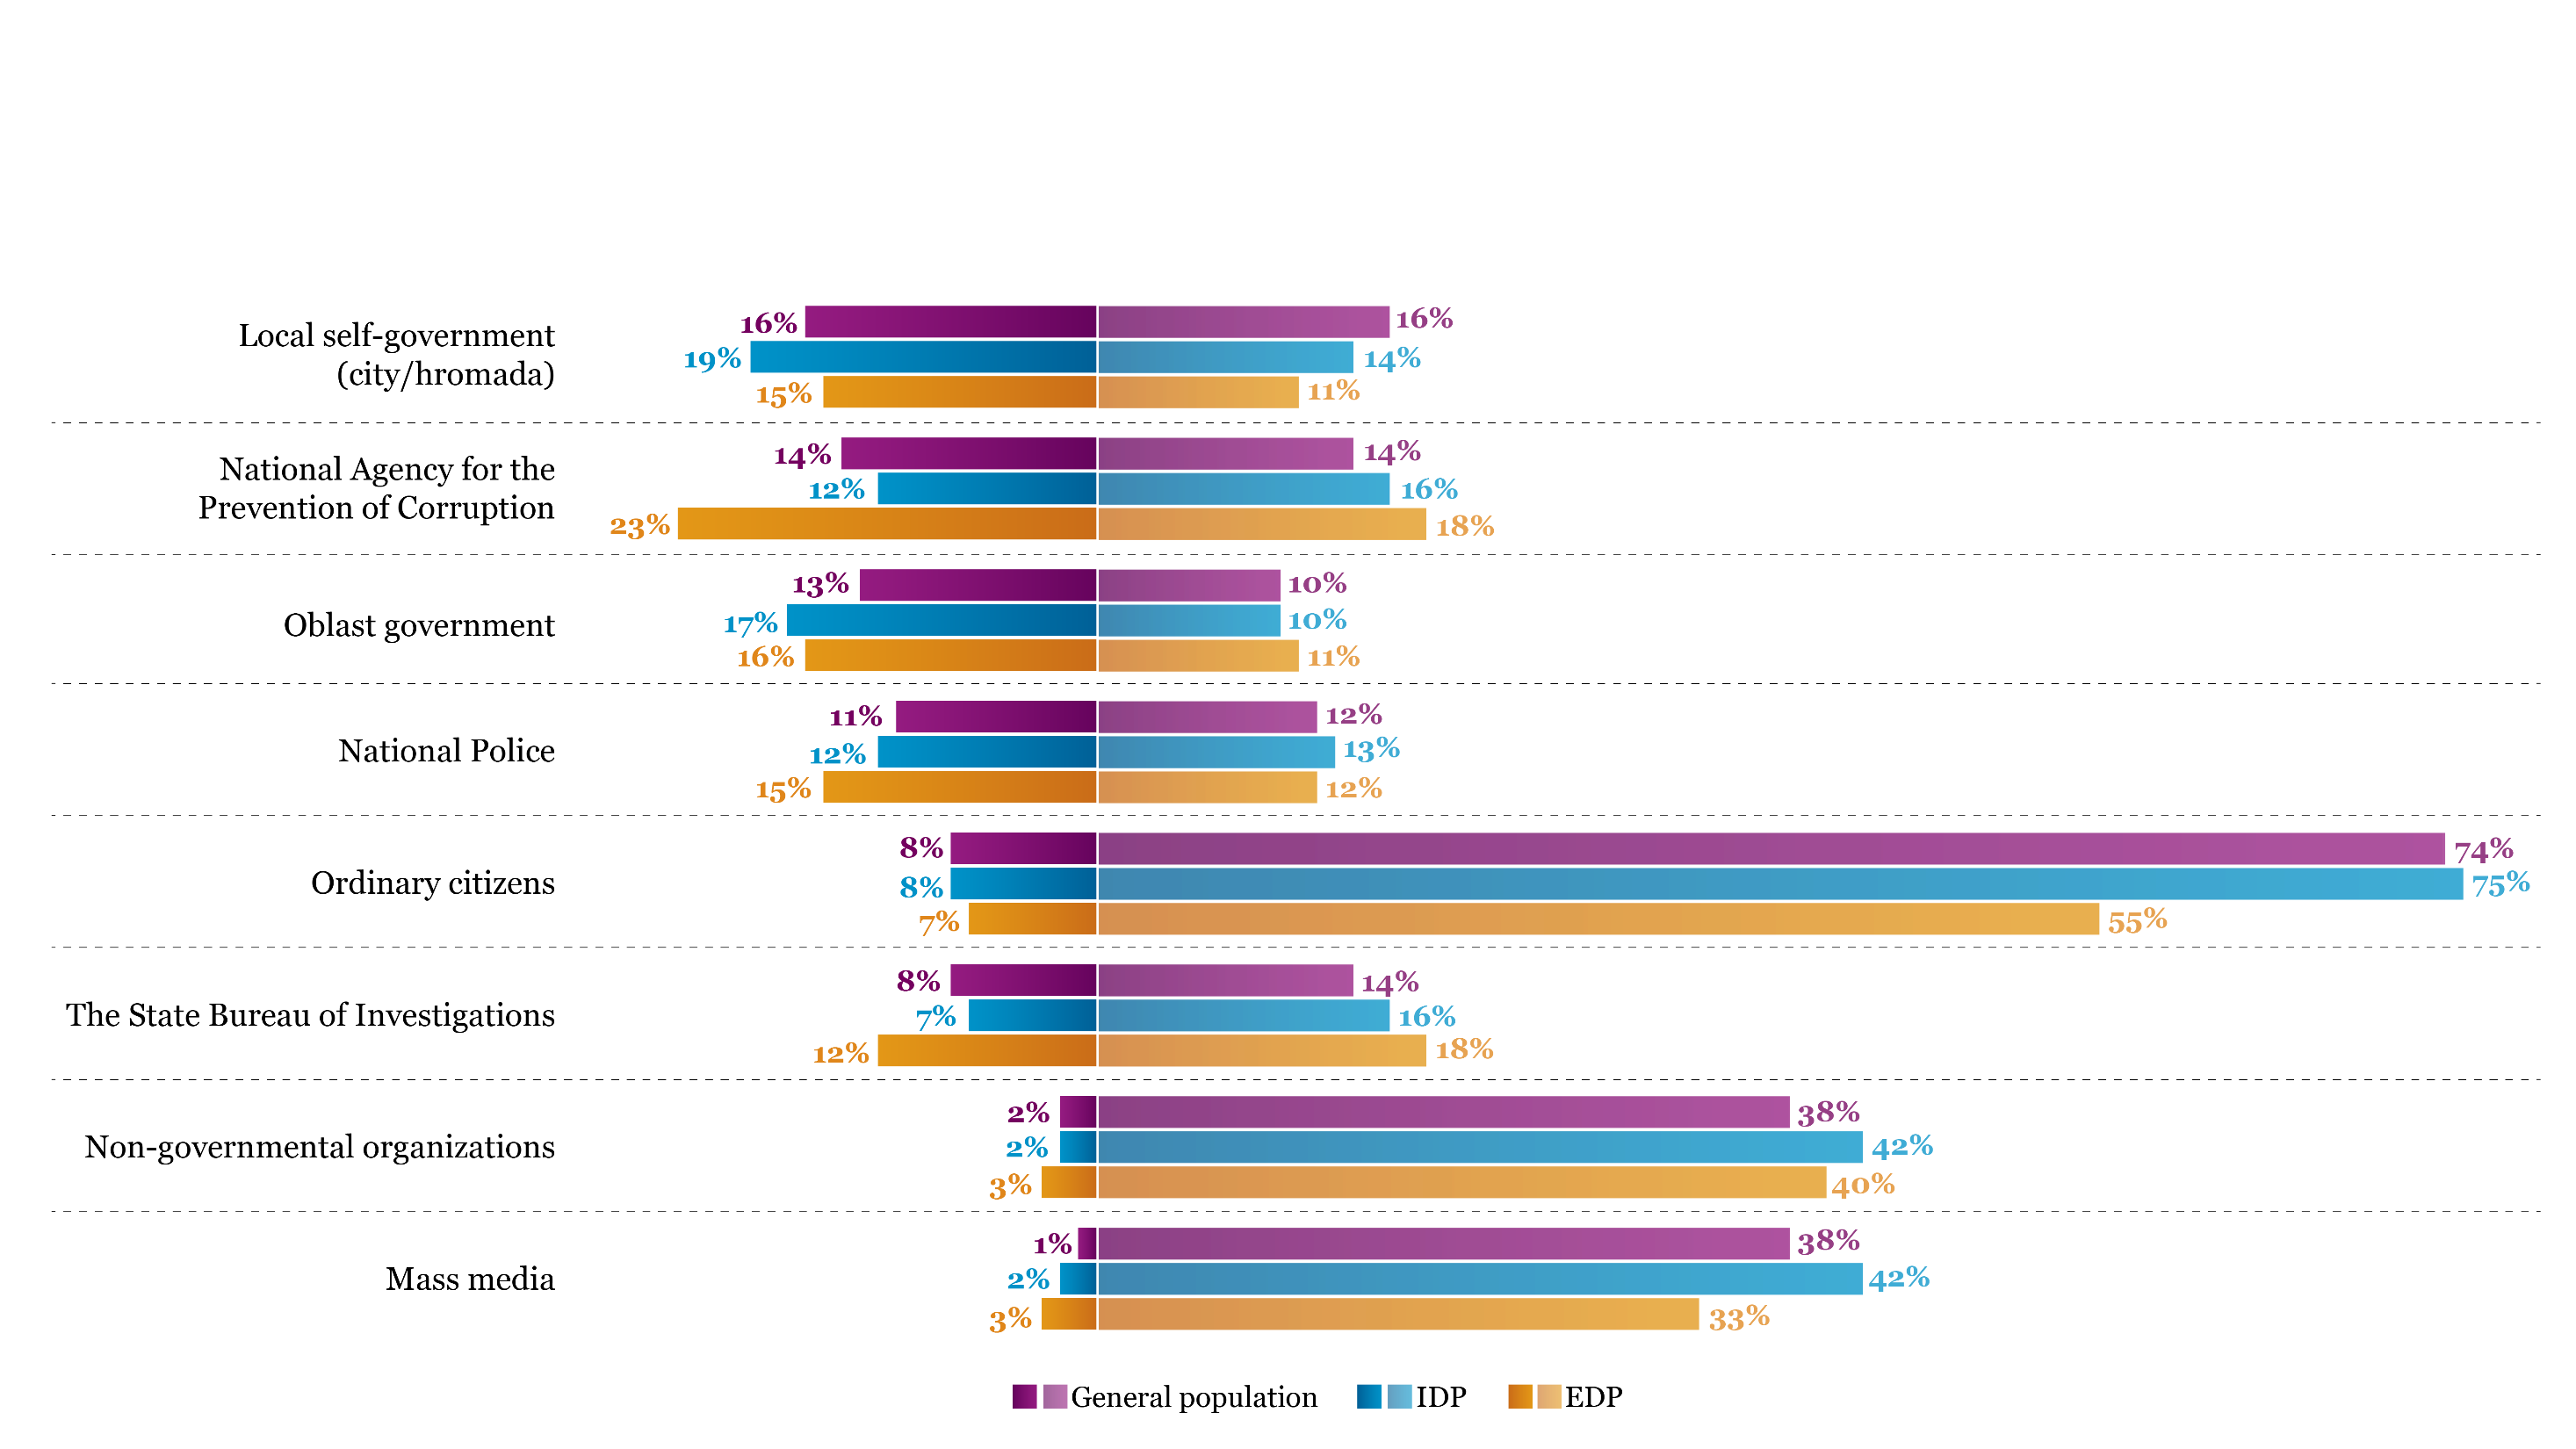 16% 16%
Local self-government
(city/hromada)
19% 14%
15% 11%
14% 14%
National Agency for the
Prevention of Corruption
12% 16%
23% 18%
13% 10%
Oblast government
17% 10%
16% 11%
11% 12%
National Police
12% 13%
15% 12%
8% 74%
Ordinary citizens
8% 75%
7% 55%
8% 14%
The State Bureau of Investigations
7% 16%
12% 18%
2% 38%
Non-governmental organizations
2% 42%
3% 40%
1% 38%
Mass media
2% 42%
3% 33%
General population IDP EDP